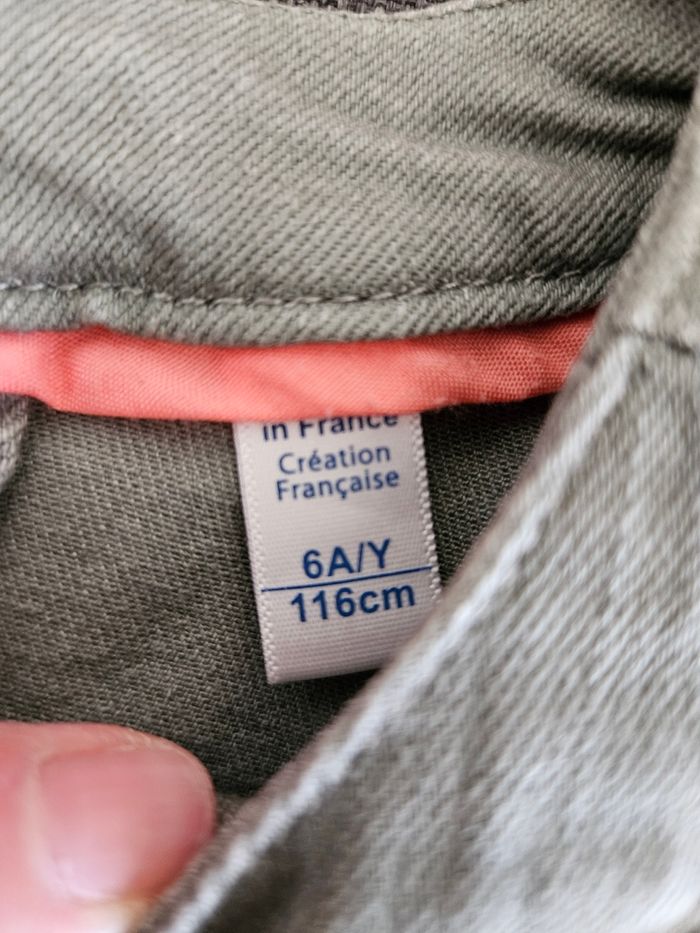 in France
Création
Française
6A/Y
116cm